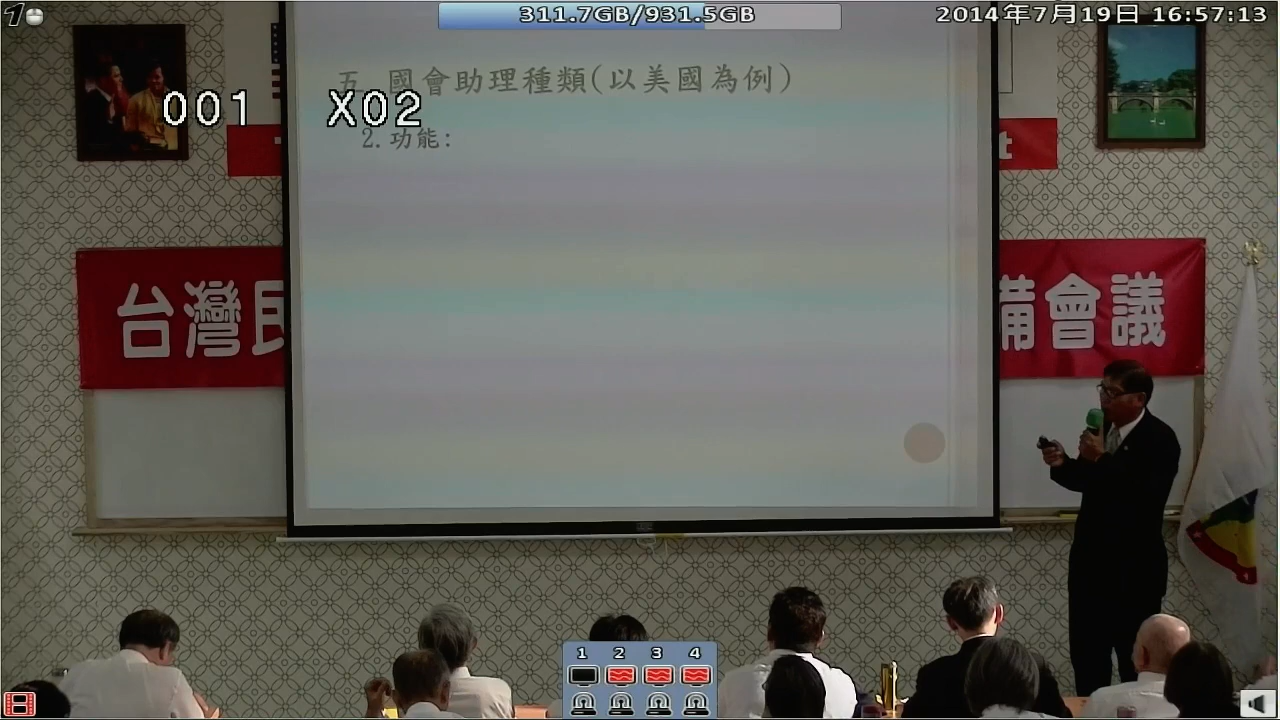 311.7GB/931.5GB
2014年7月19日 16:57:13
五、國會助理種類(以美國為例)
001 X02
2.功能:
t
台灣民
備會議
1 2 3 4